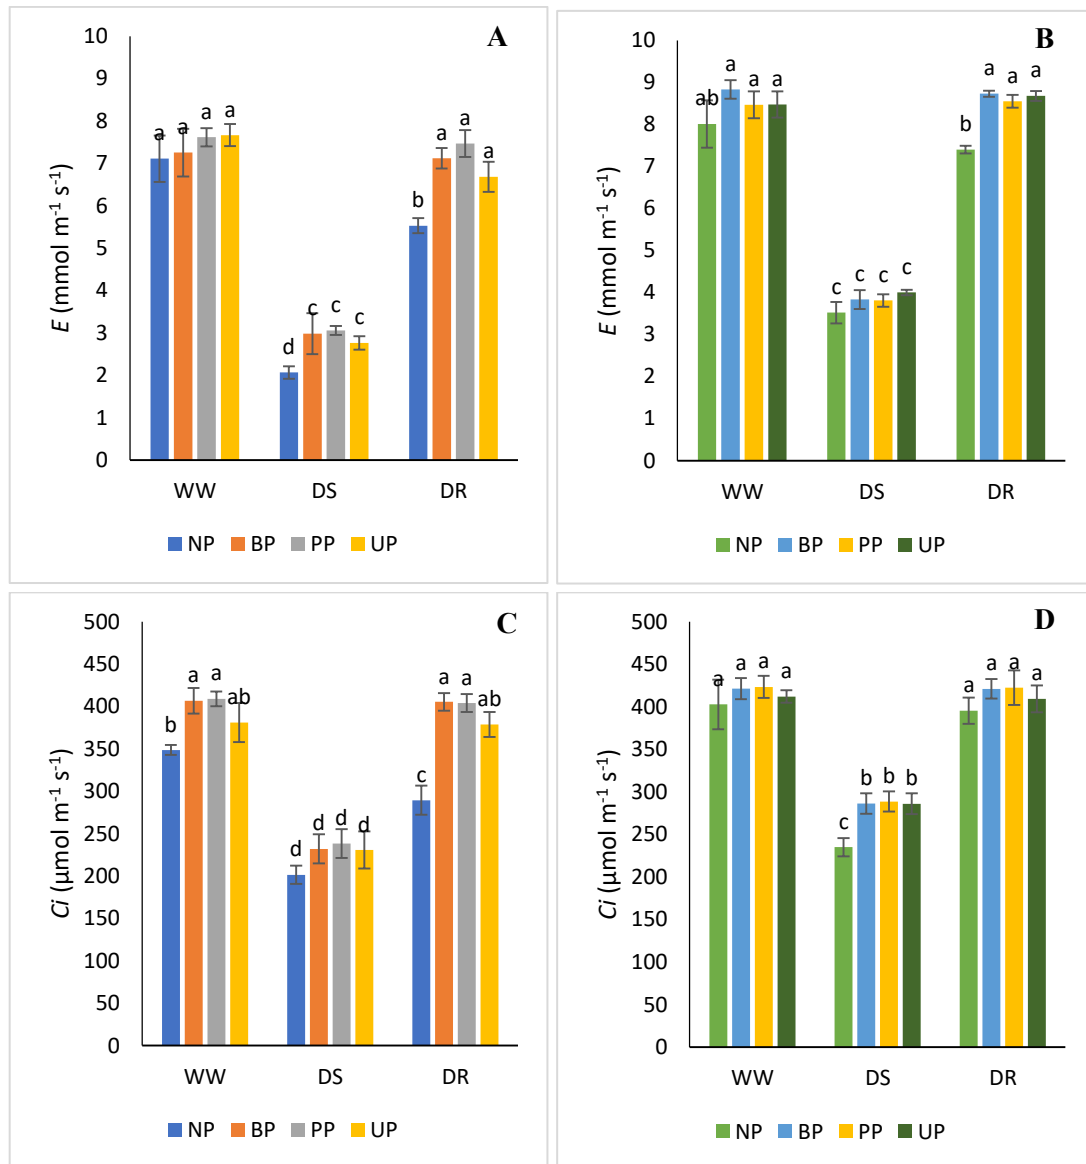 A
10
9
8
7
6
5
4
3
2
1
0
E (mmol m⁻¹ s⁻¹)
a a a a
d c c c
b a a a
WW DS DR
NP BP PP UP
B
10
9
8
7
6
5
4
3
2
1
0
E (mmol m⁻¹ s⁻¹)
ab a a a
c c c c
b a a a
WW DS DR
NP BP PP UP
C
500
450
400
350
300
250
200
150
100
50
0
Ci (µmol m⁻¹ s⁻¹)
b a a ab
d d d d
c a a ab
WW DS DR
NP BP PP UP
D
500
450
400
350
300
250
200
150
100
50
0
Ci (µmol m⁻¹ s⁻¹)
a a a a
c b b b
a a a a
WW DS DR
NP BP PP UP